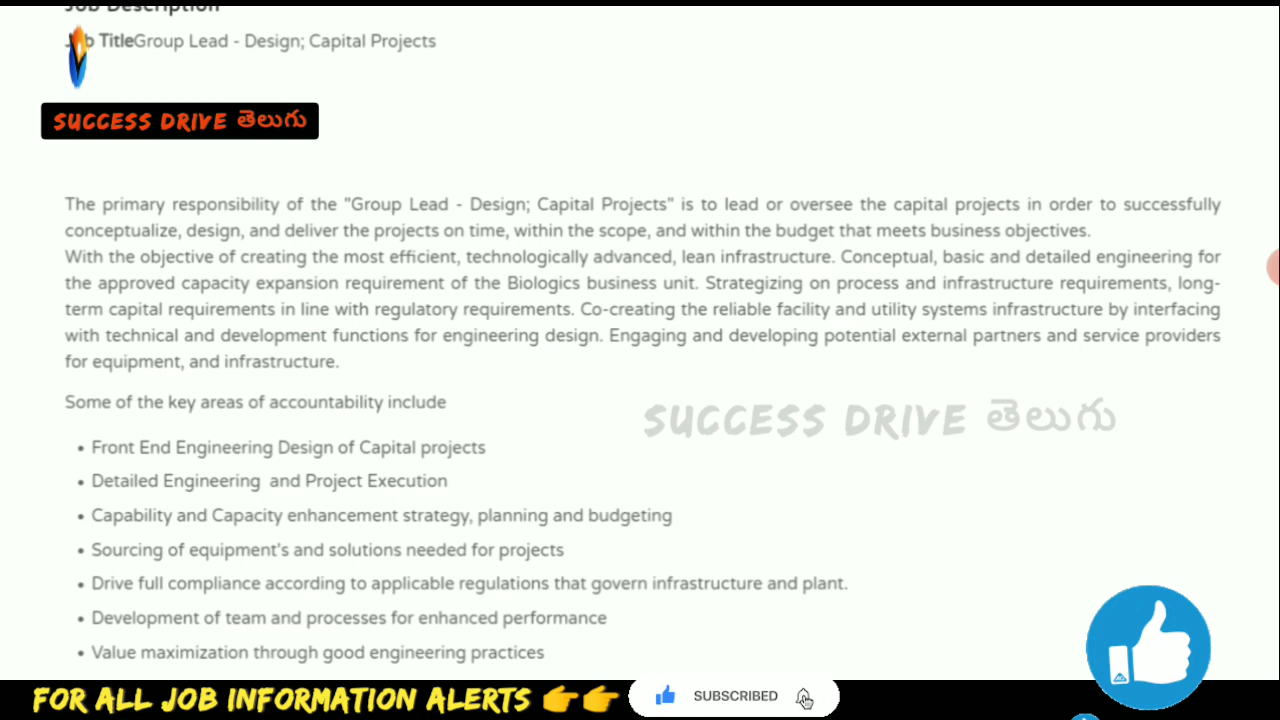 Job Description
Job TitleGroup Lead - Design; Capital Projects
SUCCESS DRIVE తెలుగు
The primary responsibility of the "Group Lead - Design; Capital Projects" is to lead or oversee the capital projects in order to successfully
conceptualize, design, and deliver the projects on time, within the scope, and within the budget that meets business objectives.
With the objective of creating the most efficient, technologically advanced, lean infrastructure. Conceptual, basic and detailed engineering for
the approved capacity expansion requirement of the Biologics business unit. Strategizing on process and infrastructure requirements, long-
term capital requirements in line with regulatory requirements. Co-creating the reliable facility and utility systems infrastructure by interfacing
with technical and development functions for engineering design. Engaging and developing potential external partners and service providers
for equipment, and infrastructure.
Some of the key areas of accountability include
SUCCESS DRIVE తెలుగు
• Front End Engineering Design of Capital projects
• Detailed Engineering and Project Execution
• Capability and Capacity enhancement strategy, planning and budgeting
• Sourcing of equipment's and solutions needed for projects
• Drive full compliance according to applicable regulations that govern infrastructure and plant.
• Development of team and processes for enhanced performance
• Value maximization through good engineering practices
FOR ALL JOB INFORMATION ALERTS 👉👉
SUBSCRIBED